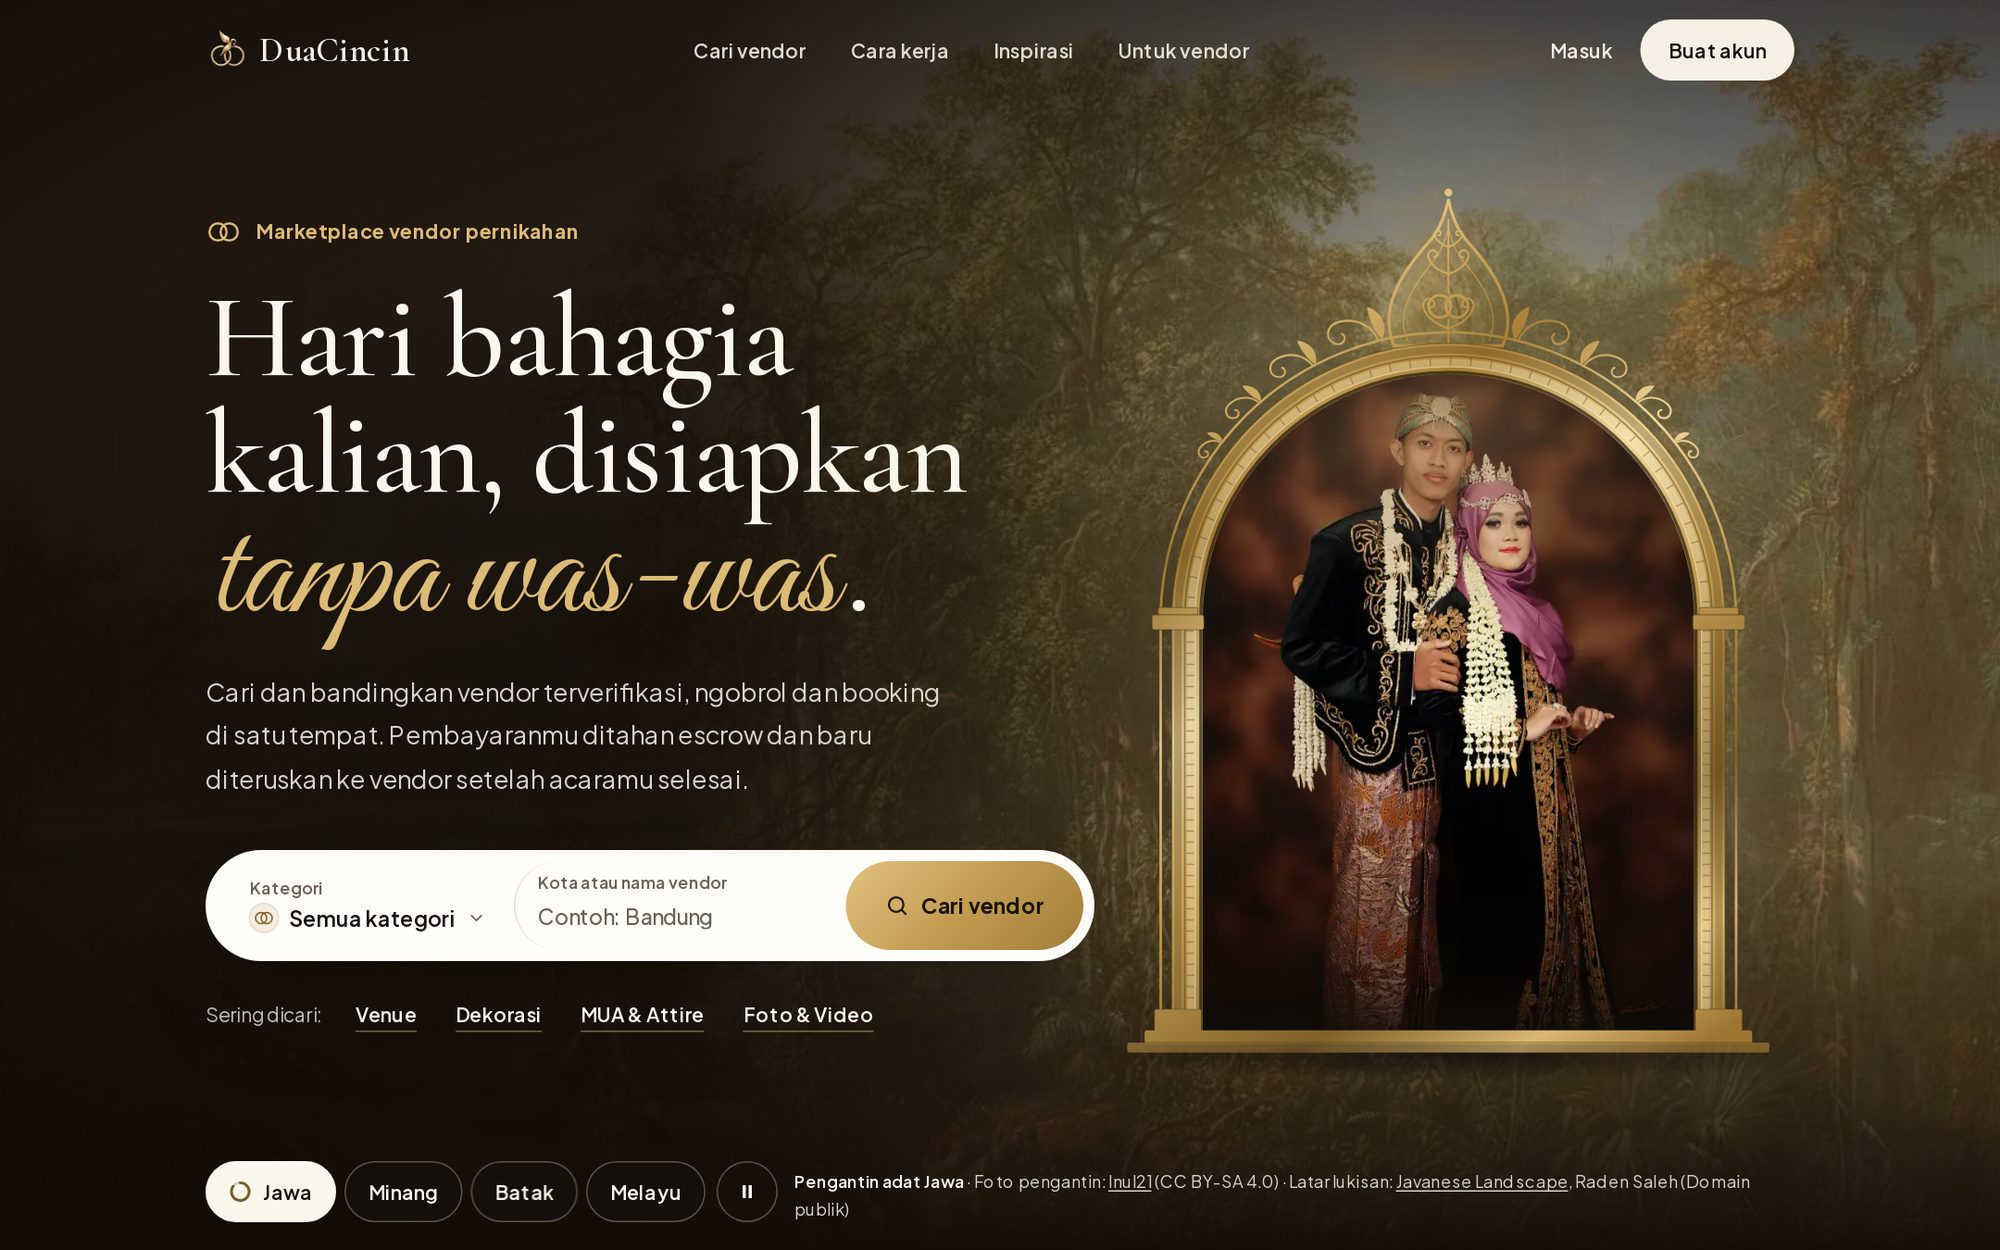 DuaCincin
Cari vendor
Cara kerja
Inspirasi
Untuk vendor
Masuk
Buat akun
Marketplace vendor pernikahan
Hari bahagia
kalian, disiapkan
tanpa was-was.
Cari dan bandingkan vendor terverifikasi, ngobrol dan booking
di satu tempat. Pembayaranmu ditahan escrow dan baru
diteruskan ke vendor setelah acaramu selesai.
Kategori
Semua kategori
Kota atau nama vendor
Contoh: Bandung
Cari vendor
Sering dicari:
Venue
Dekorasi
MUA & Attire
Foto & Video
Jawa
Minang
Batak
Melayu
Pengantin adat Jawa · Foto pengantin: Inul21 (CC BY-SA 4.0) · Latar lukisan: Javanese Landscape, Raden Saleh (Domain
publik)